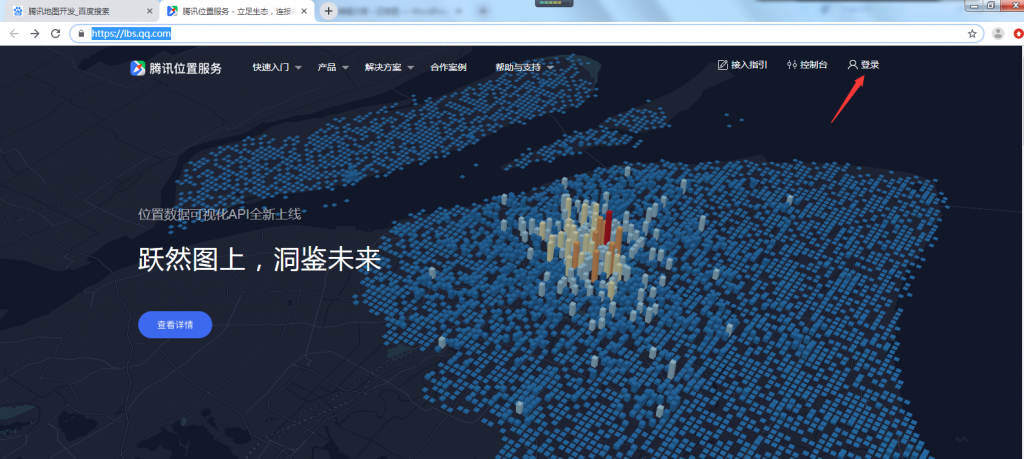 腾讯地图开发_百度搜索
腾讯位置服务 - 立足生态，连接
https://lbs.qq.com
腾讯位置服务
快速入门
产品
解决方案
合作案例
帮助与支持
接入指引
控制台
登录
位置数据可视化API全新上线
跃然图上，洞鉴未来
查看详情